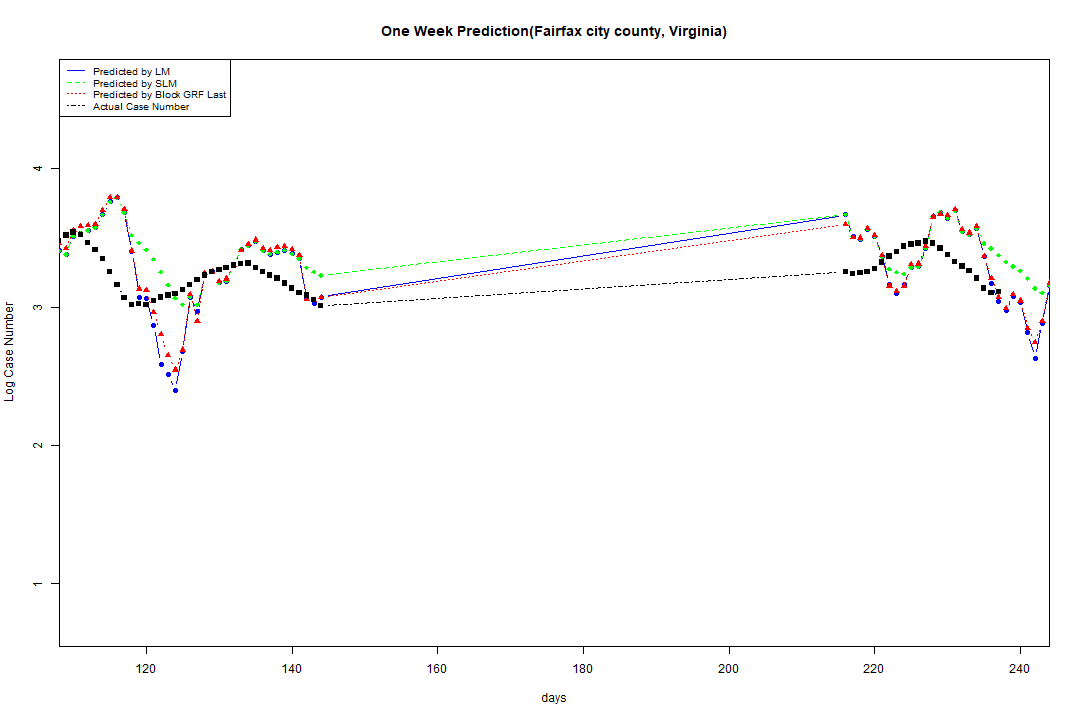 One Week Prediction(Fairfax city county, Virginia)
Predicted by LM
Predicted by SLM
Predicted by Block GRF Last
Actual Case Number
4
3
2
1
Log Case Number
120 140 160 180 200 220 240
days